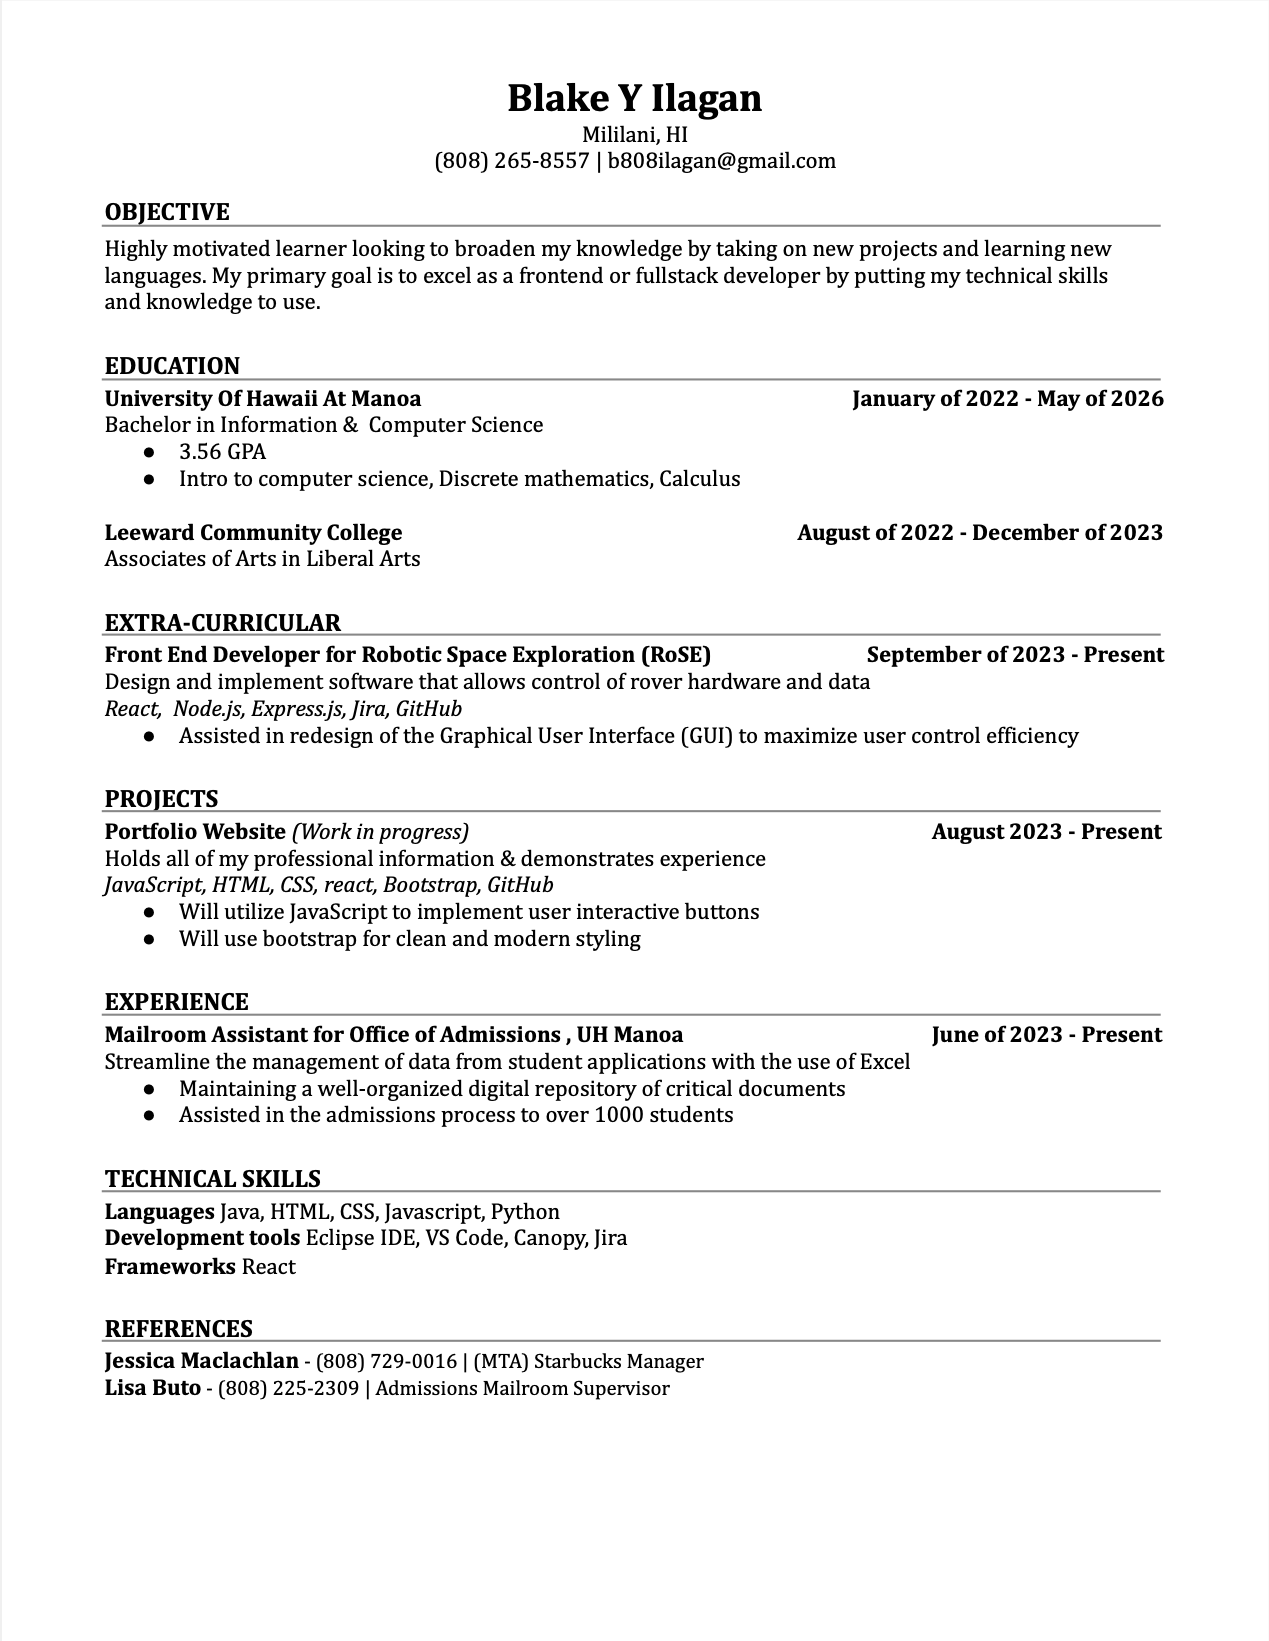 Blake Y Ilagan
Mililani, HI
(808) 265-8557 | b808ilagan@gmail.com
OBJECTIVE
Highly motivated learner looking to broaden my knowledge by taking on new projects and learning new
languages. My primary goal is to excel as a frontend or fullstack developer by putting my technical skills
and knowledge to use.
EDUCATION
University Of Hawaii At Manoa January of 2022 - May of 2026
Bachelor in Information &  Computer Science
● 3.56 GPA
● Intro to computer science, Discrete mathematics, Calculus
Leeward Community College August of 2022 - December of 2023
Associates of Arts in Liberal Arts
EXTRA-CURRICULAR
Front End Developer for Robotic Space Exploration (RoSE) September of 2023 - Present
Design and implement software that allows control of rover hardware and data
React,  Node.js, Express.js, Jira, GitHub
● Assisted in redesign of the Graphical User Interface (GUI) to maximize user control efficiency
PROJECTS
Portfolio Website (Work in progress) August 2023 - Present
Holds all of my professional information & demonstrates experience
JavaScript, HTML, CSS, react, Bootstrap, GitHub
● Will utilize JavaScript to implement user interactive buttons
● Will use bootstrap for clean and modern styling
EXPERIENCE
Mailroom Assistant for Office of Admissions , UH Manoa June of 2023 - Present
Streamline the management of data from student applications with the use of Excel
● Maintaining a well-organized digital repository of critical documents
● Assisted in the admissions process to over 1000 students
TECHNICAL SKILLS
Languages Java, HTML, CSS, Javascript, Python
Development tools Eclipse IDE, VS Code, Canopy, Jira
Frameworks React
REFERENCES
Jessica Maclachlan - (808) 729-0016 | (MTA) Starbucks Manager
Lisa Buto - (808) 225-2309 | Admissions Mailroom Supervisor